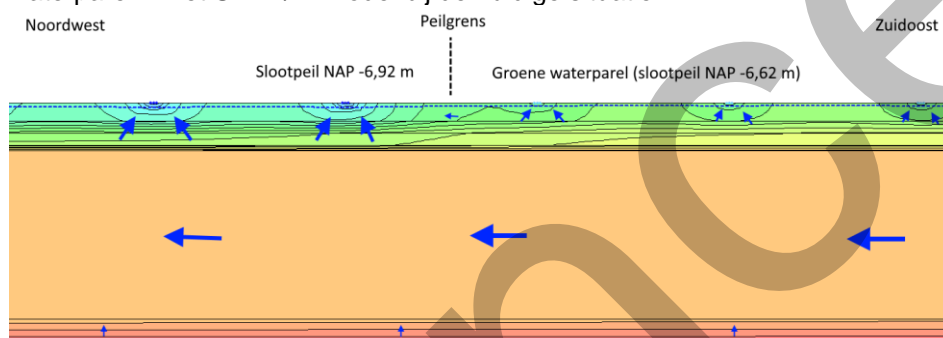 Noordwest
Peilgrens
Zuidoost
Slootpeil NAP -6,92 m
Groene waterparel (slootpeil NAP -6,62 m)